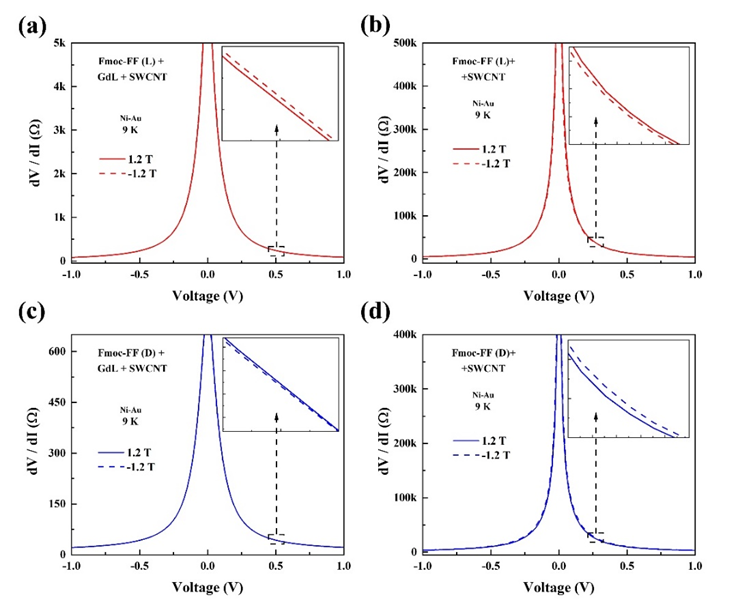 (a)
5k
4k
3k
2k
1k
0
dV / dI (Ω)
Fmoc-FF (L) +
GdL + SWCNT
Ni-Au
9 K
1.2 T
-1.2 T
-1.0
-0.5
0.0
0.5
1.0
Voltage (V)
(b)
500k
400k
300k
200k
100k
0
dV / dI (Ω)
Fmoc-FF (L)+
+SWCNT
Ni-Au
9 K
1.2 T
-1.2 T
-1.0
-0.5
0.0
0.5
1.0
Voltage (V)
(c)
600
450
300
150
0
dV / dI (Ω)
Fmoc-FF (D) +
GdL + SWCNT
Ni-Au
9 K
1.2 T
-1.2 T
-1.0
-0.5
0.0
0.5
1.0
Voltage (V)
(d)
400k
300k
200k
100k
0
dV / dI (Ω)
Fmoc-FF (D)+
+SWCNT
Ni-Au
9 K
1.2 T
-1.2 T
-1.0
-0.5
0.0
0.5
1.0
Voltage (V)